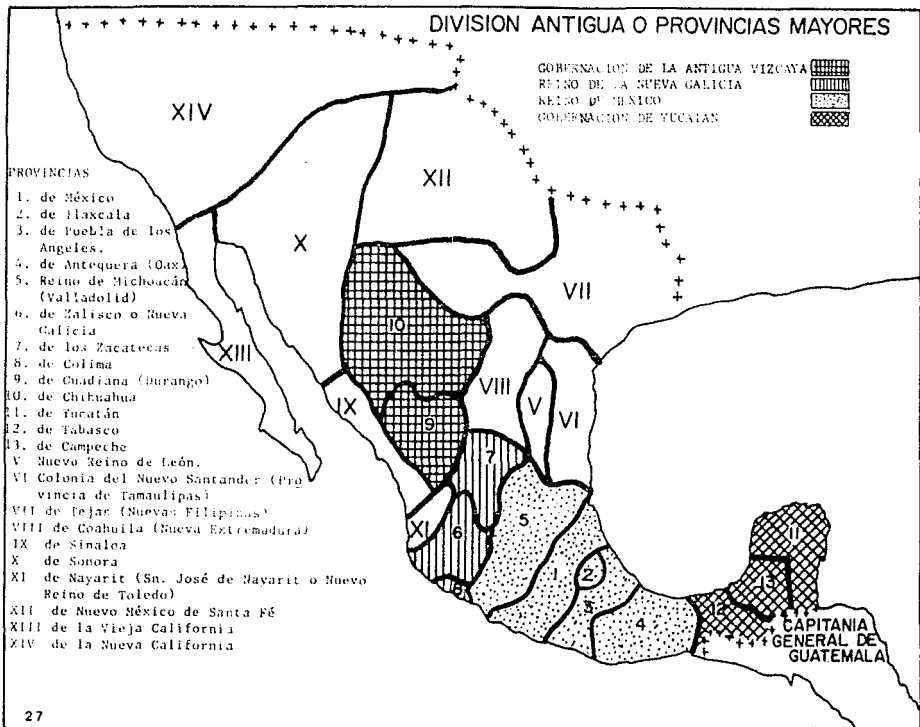 DIVISION ANTIGUA O PROVINCIAS MAYORES
GOBERNACION DE LA ANTIGUA VIZCAYA
REINO DE LA NUEVA GALICIA
REINO DE MEXICO
GOBERNACION DE YUCATAN
PROVINCIAS
1. de México
2. de Tlaxcala
3. de Puebla de los
Angeles.
4. de Antequera (Oax)
5. Reino de Michoacán
(Valladolid)
6. de Xalisco o Nueva
Galicia
7. de los Zacatecas
8. de Colima
9. de Guadiana (Durango)
10. de Chihuahua
11. de Yucatán
12. de Tabasco
13. de Campeche
V Nuevo Reino de León.
VI Colonia del Nuevo Santander (Pro
vincia de Tamaulipas)
VII de Tejas (Nuevas Filipinas)
VIII de Coahuila (Nueva Extremadura)
IX de Sinaloa
X de Sonora
XI de Nayarit (Sn. José de Nayarit o Nuevo
Reino de Toledo)
XII de Nuevo México de Santa Fé
XIII de la Vieja California
XIV de la Nueva California
XIV
XII
X
VII
10
XIII
VIII
IX
V
VI
9
7
XI
6
5
8
1
2
3
4
11
13
12
CAPITANIA
GENERAL DE
GUATEMALA
27